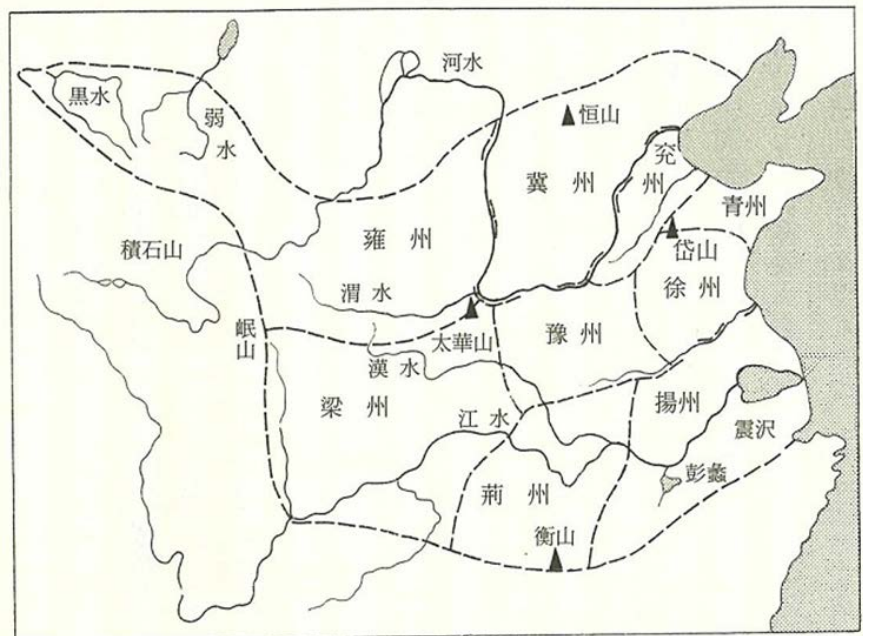 黒水
弱水
河水
恒山
兗州
冀州
青州
岱山
徐州
雍州
積石山
渭水
岷山
太華山
豫州
漢水
梁州
江水
揚州
震沢
彭蠡
荊州
衡山